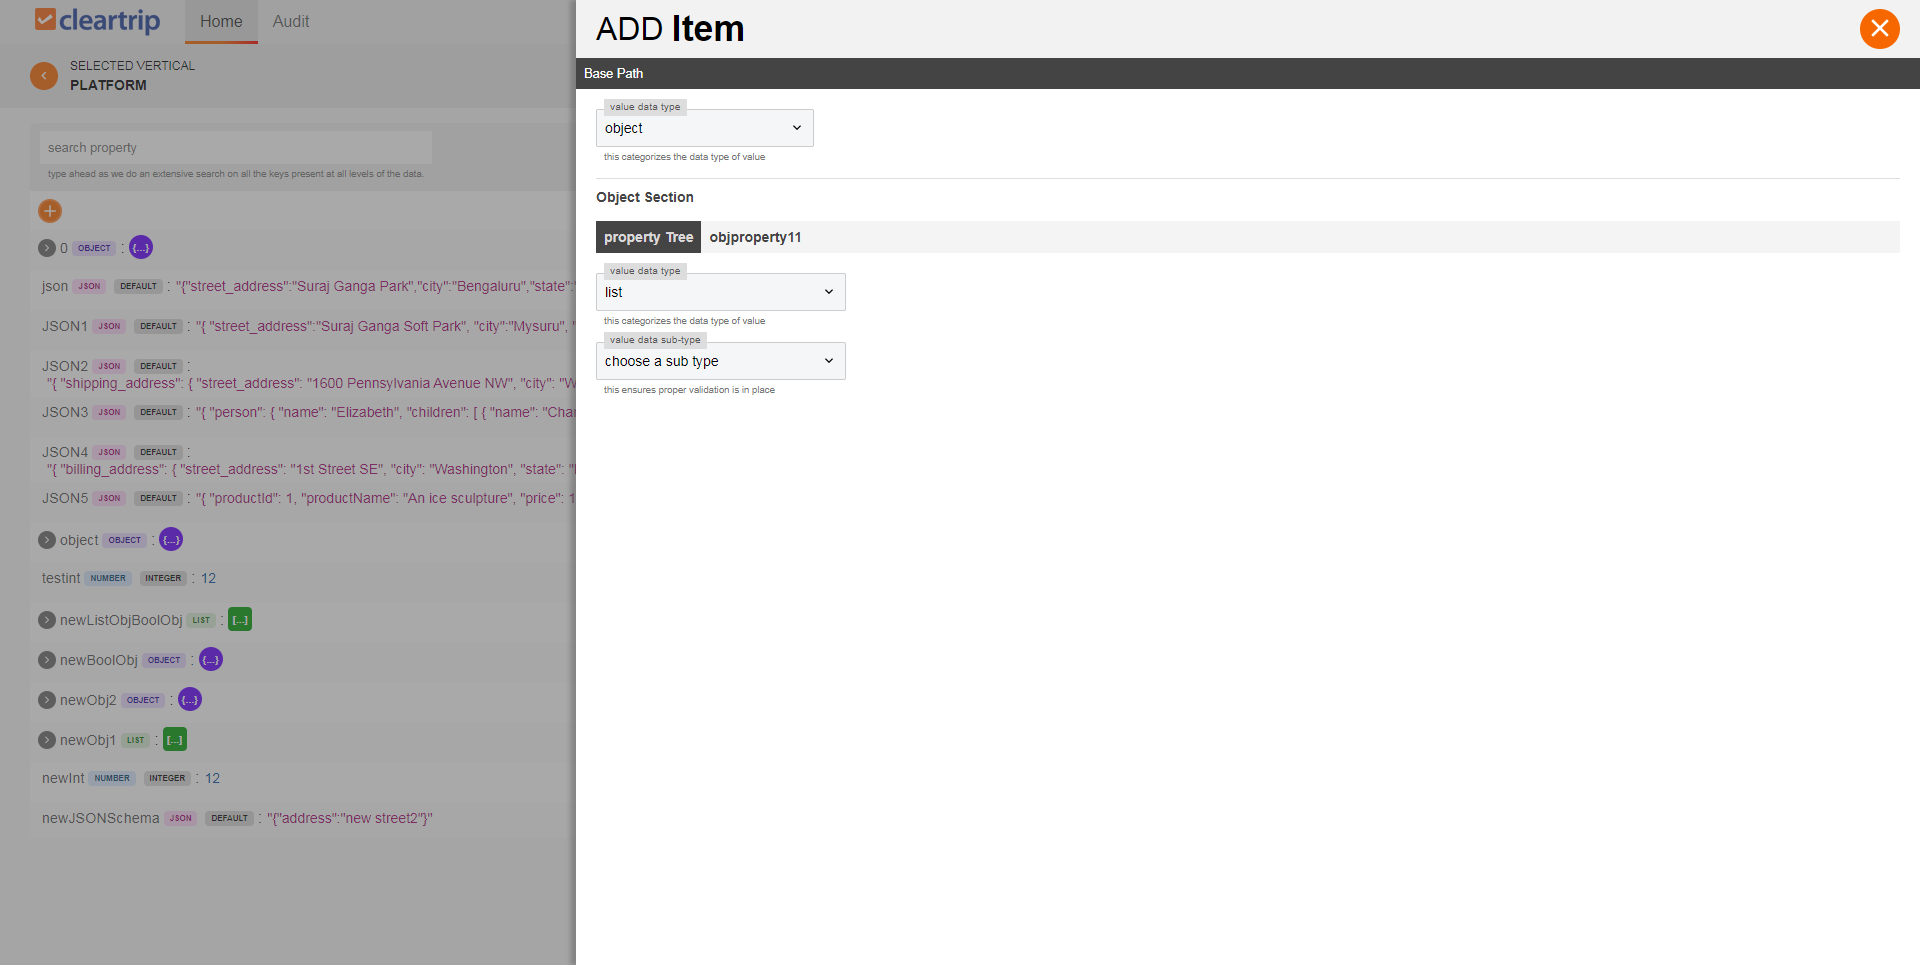 cleartrip
Home
Audit
SELECTED VERTICAL
PLATFORM
search property
type ahead as we do an extensive search on all the keys present at all levels of the data.
0 OBJECT : {...}
json JSON DEFAULT : "{"street_address":"Suraj Ganga Park","city":"Bengaluru","state":"
JSON1 JSON DEFAULT : "{ "street_address":"Suraj Ganga Soft Park", "city":"Mysuru", "
JSON2 JSON DEFAULT :
"{ "shipping_address": { "street_address": "1600 Pennsylvania Avenue NW", "city": "W
JSON3 JSON DEFAULT : "{ "person": { "name": "Elizabeth", "children": [ { "name": "Char
JSON4 JSON DEFAULT :
"{ "billing_address": { "street_address": "1st Street SE", "city": "Washington", "state": "
JSON5 JSON DEFAULT : "{ "productId": 1, "productName": "An ice sculpture", "price": 1
object OBJECT : {...}
testint NUMBER INTEGER : 12
newListObjBoolObj LIST : [...]
newBoolObj OBJECT : {...}
newObj2 OBJECT : {...}
newObj1 LIST : [...]
newInt NUMBER INTEGER : 12
newJSONSchema JSON DEFAULT : "{"address":"new street2"}"
ADD Item
Base Path
value data type
object
this categorizes the data type of value
Object Section
property Tree objproperty11
value data type
list
this categorizes the data type of value
value data sub-type
choose a sub type
this ensures proper validation is in place